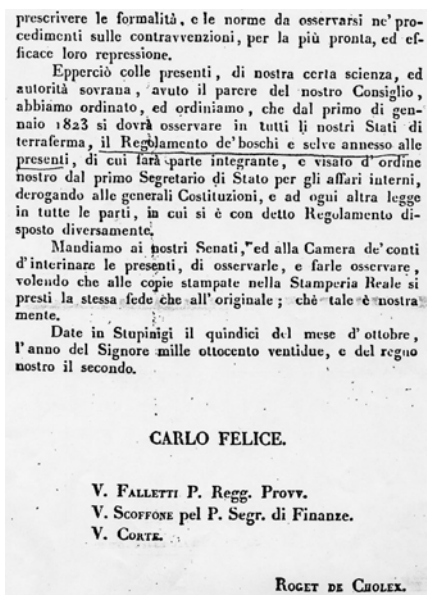 prescrivere le formalità, e le norme da osservarsi ne' pro-
cedimenti sulle contravvenzioni, per la più pronta, ed ef-
ficace loro repressione.
Epperciò colle presenti, di nostra certa scienza, ed
autorità sovrana, avuto il parere del nostro Consiglio,
abbiamo ordinato, ed ordiniamo, che dal primo di gen-
naio 1823 si dovrà osservare in tutti li nostri Stati di
terraferma, il Regolamento de' boschi e selve annesso alle
presenti, di cui farà parte integrante, e visato d' ordine
nostro dal primo Segretario di Stato per gli affari interni,
derogando alle generali Costituzioni, e ad ogni altra legge
in tutte le parti, in cui si è con detto Regolamento di-
sposto diversamente.
Mandiamo ai nostri Senati, ed alla Camera de' conti
d' interinare le presenti, di osservarle, e farle osservare,
volendo che alle copie stampate nella Stamperia Reale si
presti la stessa fede che all' originale; chè tale è nostra
mente.
Date in Stupinigi il quindici del mese d' ottobre,
l' anno del Signore mille ottocento ventidue, e del regno
nostro il secondo.
CARLO FELICE.
V. FALLETTI P. Regg. Provv.
V. SCOFFONE pel P. Segr. di Finanze.
V. CORTE.
ROGET DE CHOLEX.